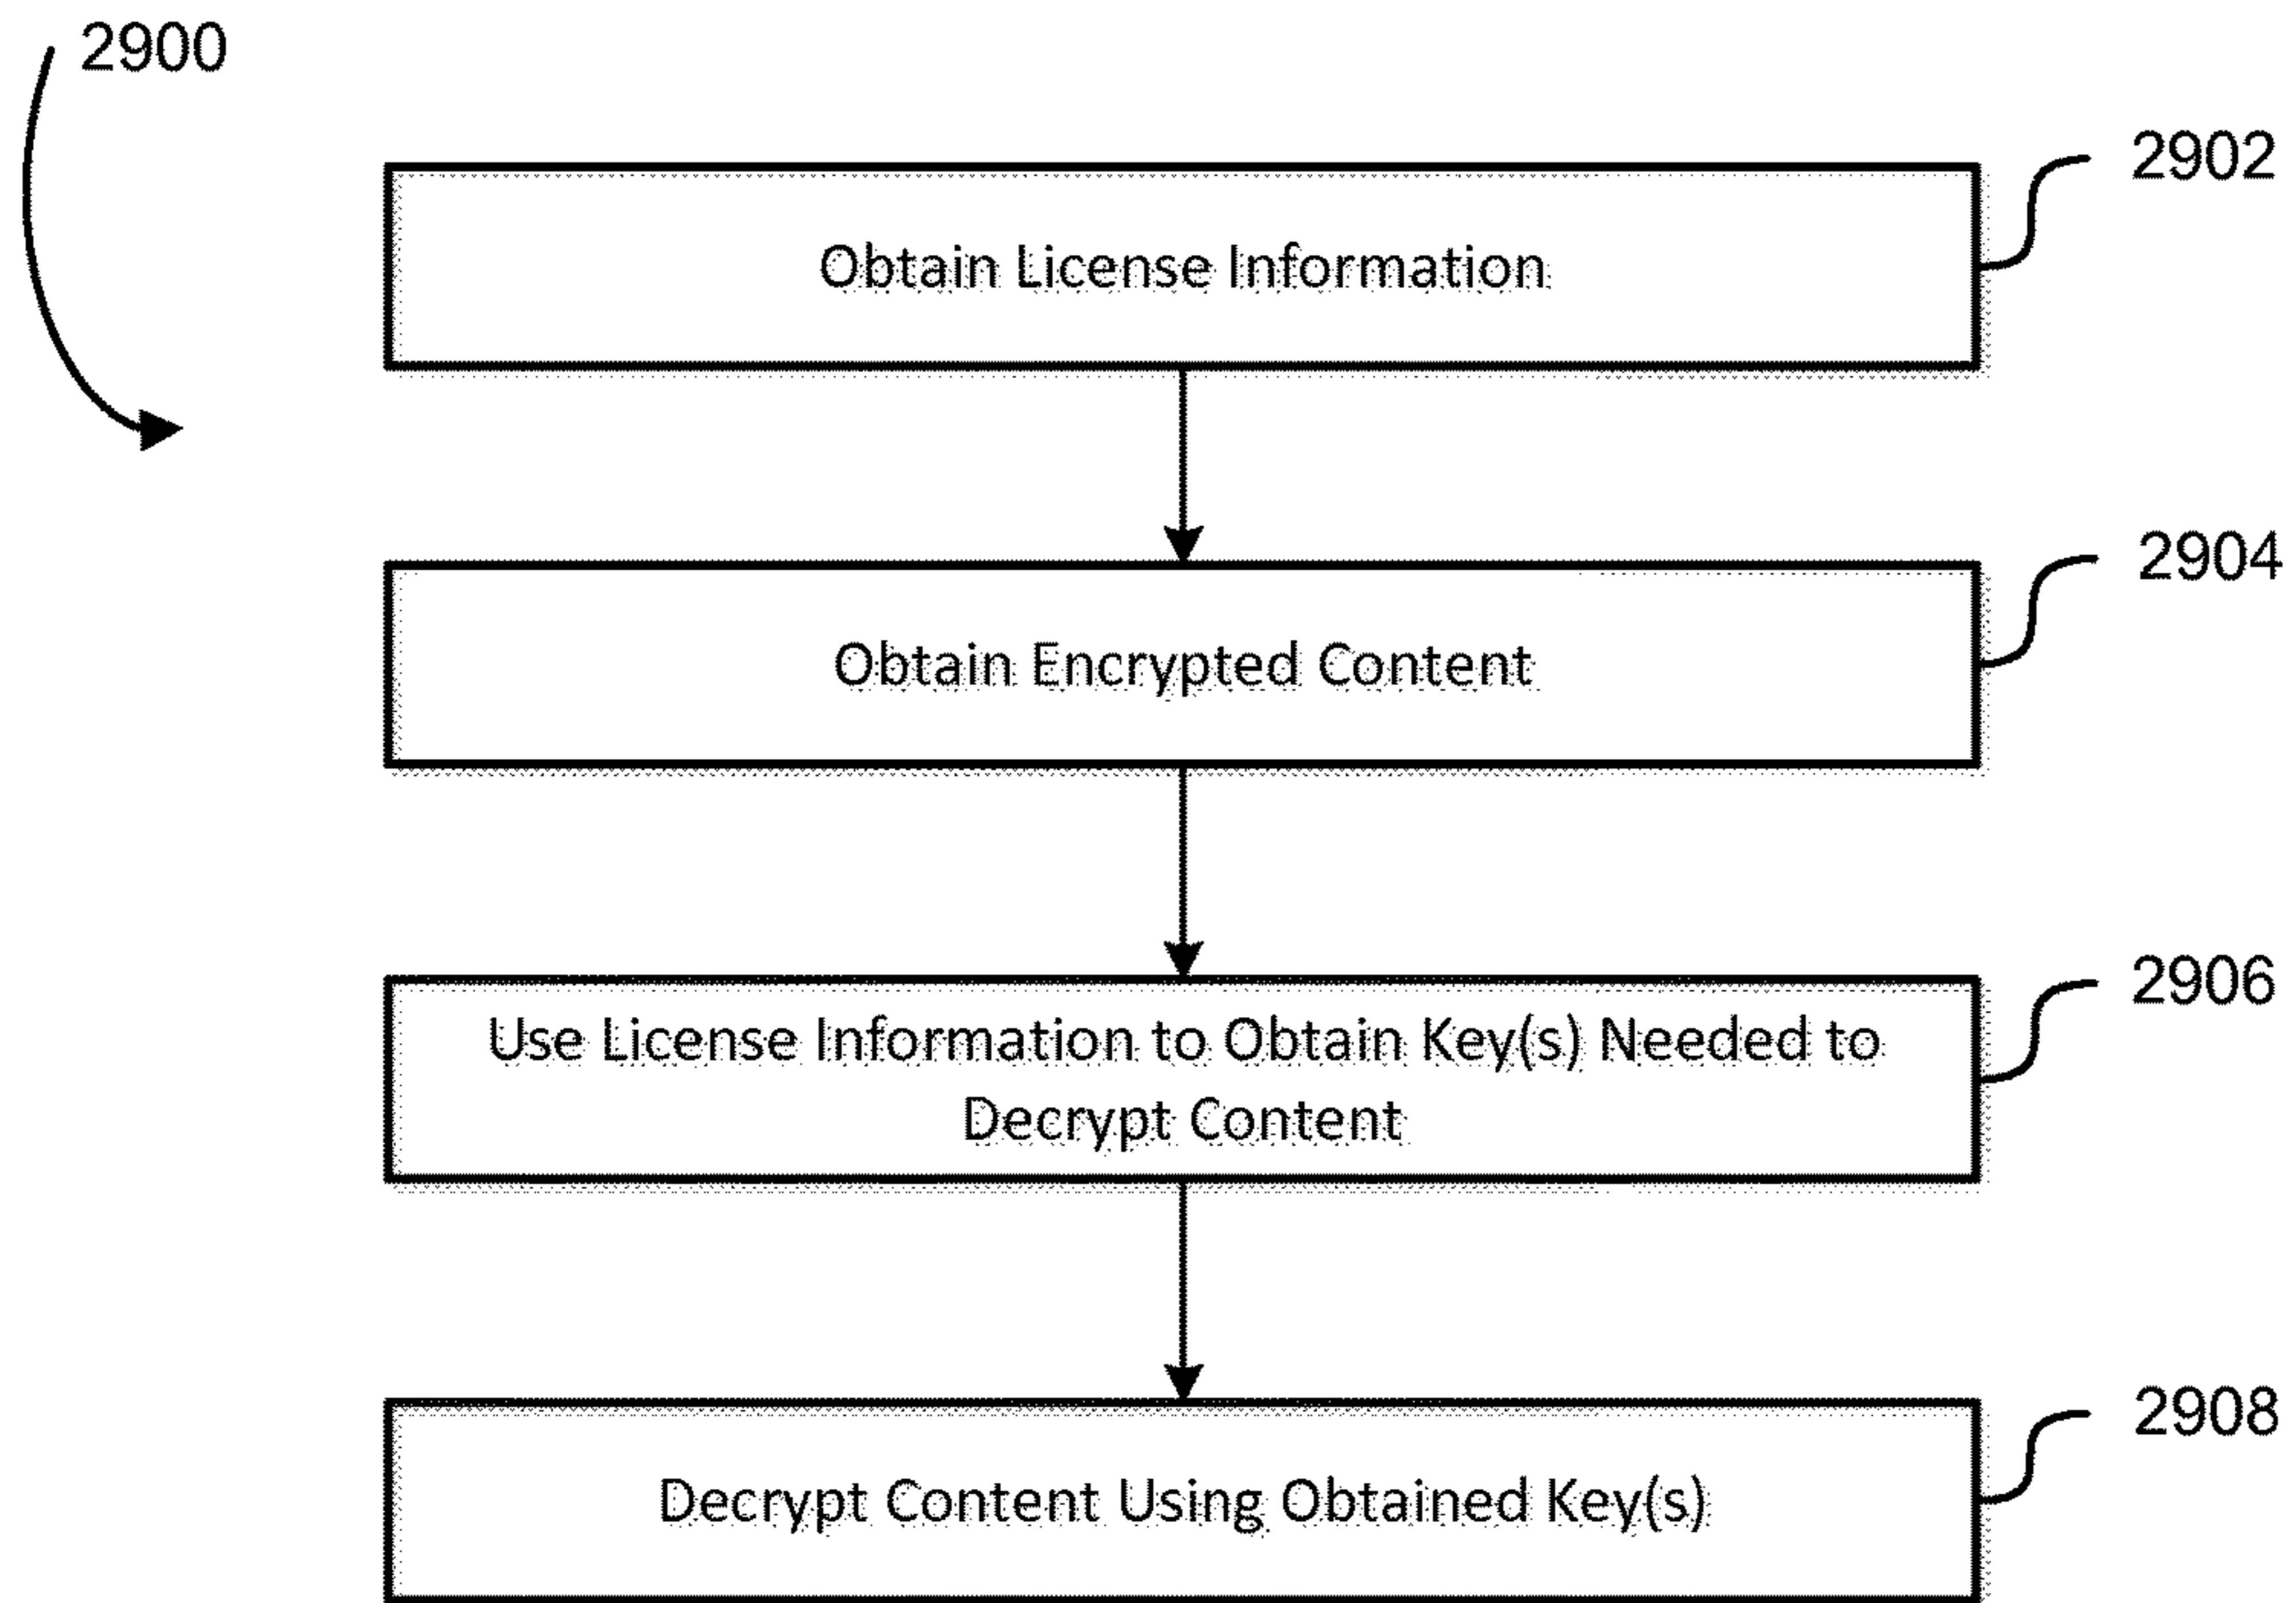 2900
2902
Obtain License Information
2904
Obtain Encrypted Content
2906
Use License Information to Obtain Key(s) Needed to
Decrypt Content
2908
Decrypt Content Using Obtained Key(s)